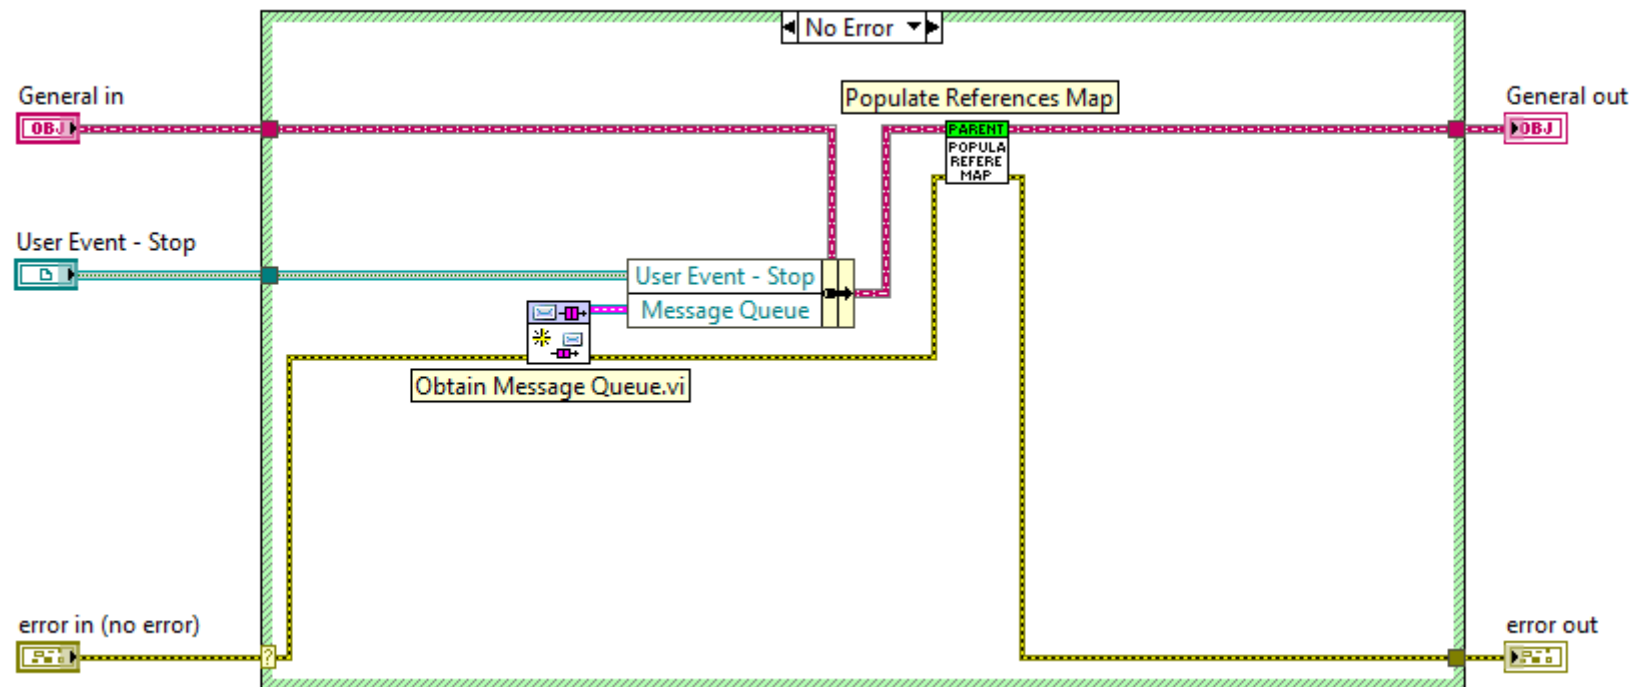 No Error
Populate References Map
General in
General out
OBJ
PARENT
OBJ
POPULA
REFERE
MAP
User Event - Stop
User Event - Stop
Message Queue
Obtain Message Queue.vi
error in (no error)
error out
?